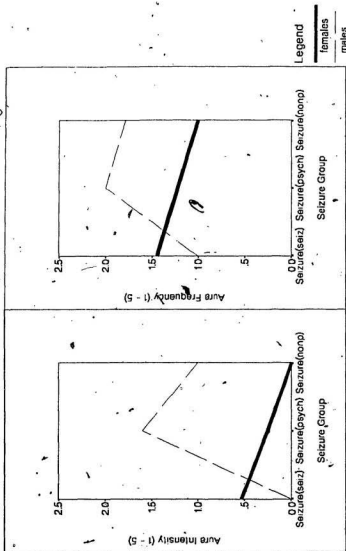 Aura Intensity (1 - 5)
2.5
2.0
1.5
1.0
.5
0.0
Seizure(seiz) Seizure(psych) Seizure(nonp)
Seizure Group
Aura Frequency (1 - 5)
2.5
2.0
1.5
1.0
.5
0.0
Seizure(seiz) Seizure(psych) Seizure(nonp)
Seizure Group
Legend
females
males